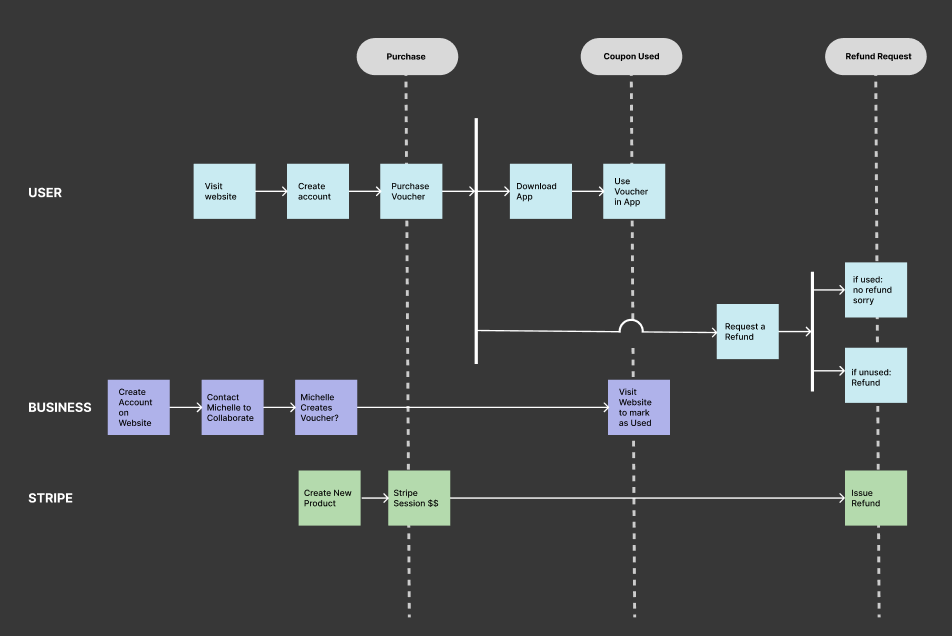 Purchase
Coupon Used
Refund Request
USER
Visit
website
Create
account
Purchase
Voucher
Download
App
Use
Voucher
in App
if used:
no refund
sorry
Request a
Refund
if unused:
Refund
BUSINESS
Create
Account
on
Website
Contact
Michelle to
Collaborate
Michelle
Creates
Voucher?
Visit
Website
to mark
as Used
STRIPE
Create New
Product
Stripe
Session $$
Issue
Refund